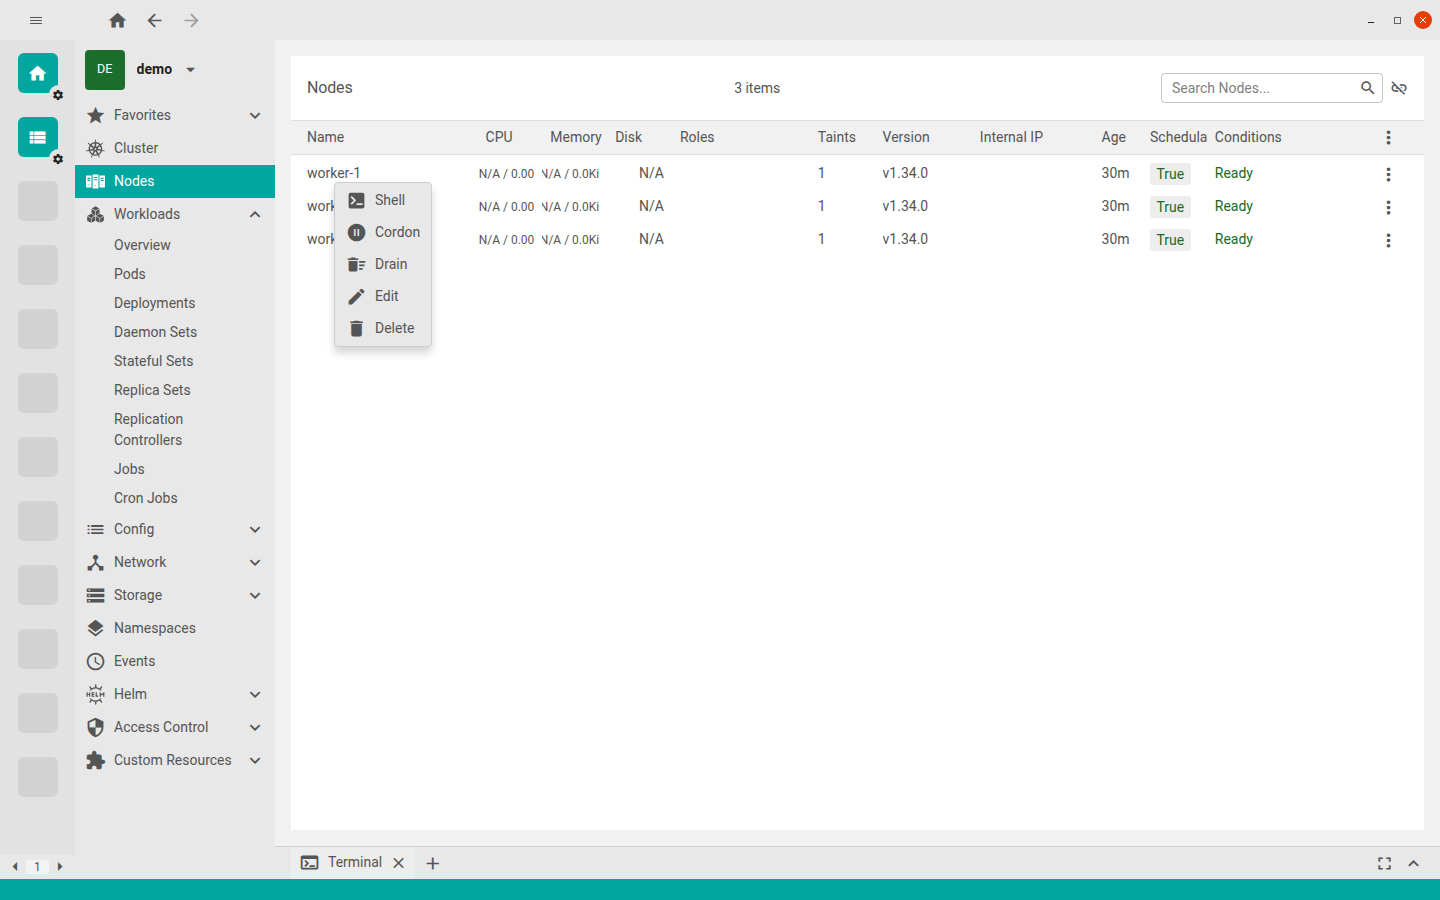 DE
demo
Favorites
Cluster
Nodes
Workloads
Overview
Pods
Deployments
Daemon Sets
Stateful Sets
Replica Sets
Replication
Controllers
Jobs
Cron Jobs
Config
Network
Storage
Namespaces
Events
HELM
Helm
Access Control
Custom Resources
1
Nodes
3 items
Search Nodes...
Name CPU Memory Disk Roles Taints Version Internal IP Age Schedula Conditions
worker-1 N/A / 0.00 N/A / 0.0Ki N/A 1 v1.34.0 30m True Ready
N/A / 0.00 N/A / 0.0Ki N/A 1 v1.34.0 30m True Ready
N/A / 0.00 N/A / 0.0Ki N/A 1 v1.34.0 30m True Ready
Shell
Cordon
Drain
Edit
Delete
Terminal